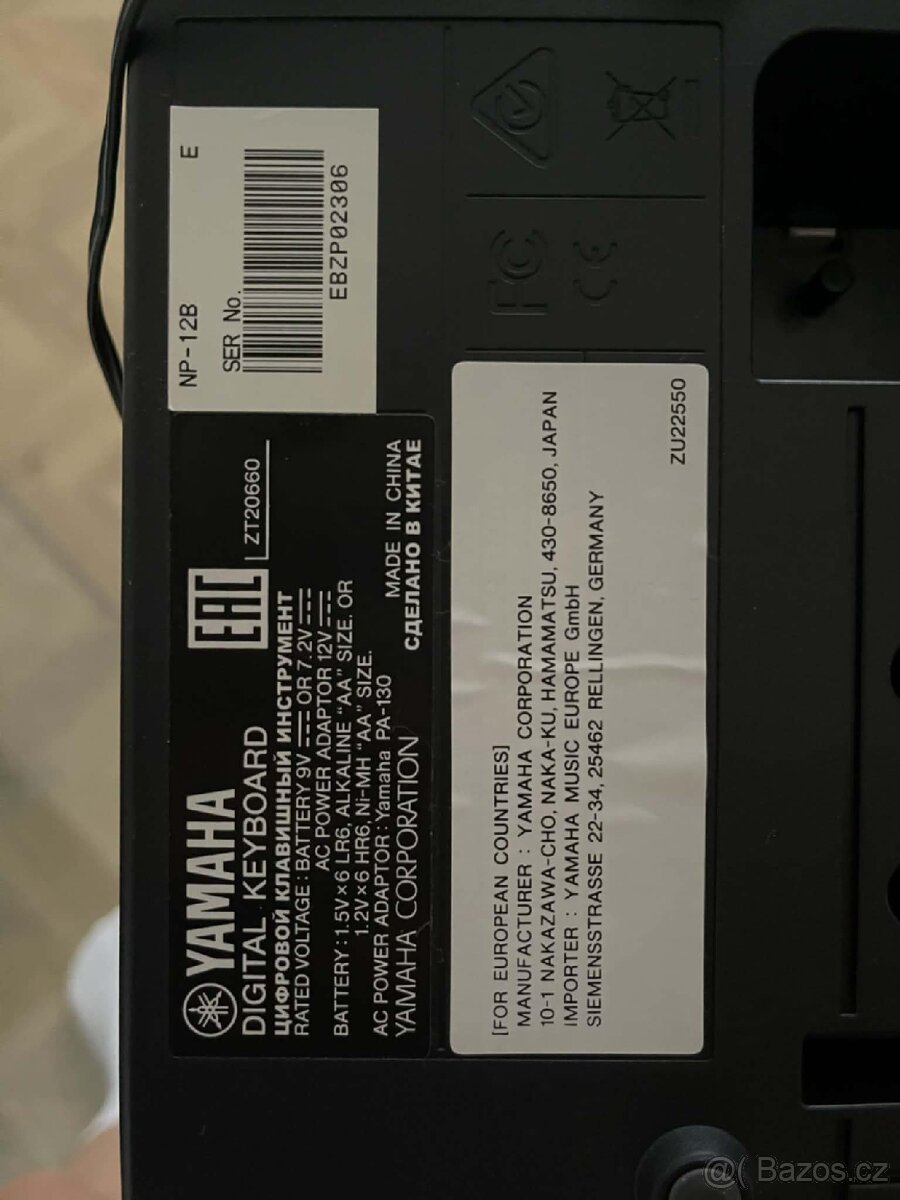 YAMAHA
DIGITAL KEYBOARD
ЦИФРОВОЙ КЛАВИШНЫЙ ИНСТРУМЕНТ
RATED VOLTAGE : BATTERY 9V OR 7.2V
AC POWER ADAPTOR 12V
BATTERY : 1.5V × 6 LR6, ALKALINE "AA" SIZE. OR
1.2V × 6 HR6, Ni-MH "AA" SIZE.
AC POWER ADAPTOR : Yamaha PA-130
YAMAHA CORPORATION
EAC
ZT20660
MADE IN CHINA
СДЕЛАНО В КИТАЕ
NP-12B E
SER No.
EBZP02306
FC
CE
[FOR EUROPEAN COUNTRIES]
MANUFACTURER : YAMAHA CORPORATION
10-1 NAKAZAWA-CHO, NAKA-KU, HAMAMATSU, 430-8650, JAPAN
IMPORTER : YAMAHA MUSIC EUROPE GmbH
SIEMENSSTRASSE 22-34, 25462 RELLINGEN, GERMANY
ZU22550
@( Bazos.cz